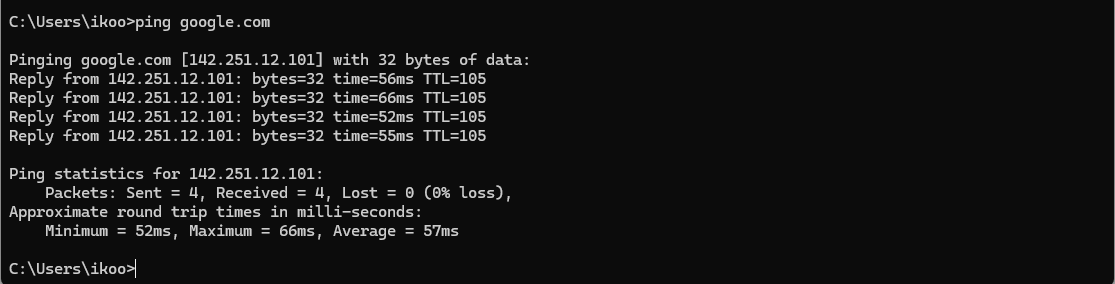 C:\Users\ikoo>ping google.com
Pinging google.com [142.251.12.101] with 32 bytes of data:
Reply from 142.251.12.101: bytes=32 time=56ms TTL=105
Reply from 142.251.12.101: bytes=32 time=66ms TTL=105
Reply from 142.251.12.101: bytes=32 time=52ms TTL=105
Reply from 142.251.12.101: bytes=32 time=55ms TTL=105
Ping statistics for 142.251.12.101:
    Packets: Sent = 4, Received = 4, Lost = 0 (0% loss),
Approximate round trip times in milli-seconds:
    Minimum = 52ms, Maximum = 66ms, Average = 57ms
C:\Users\ikoo>